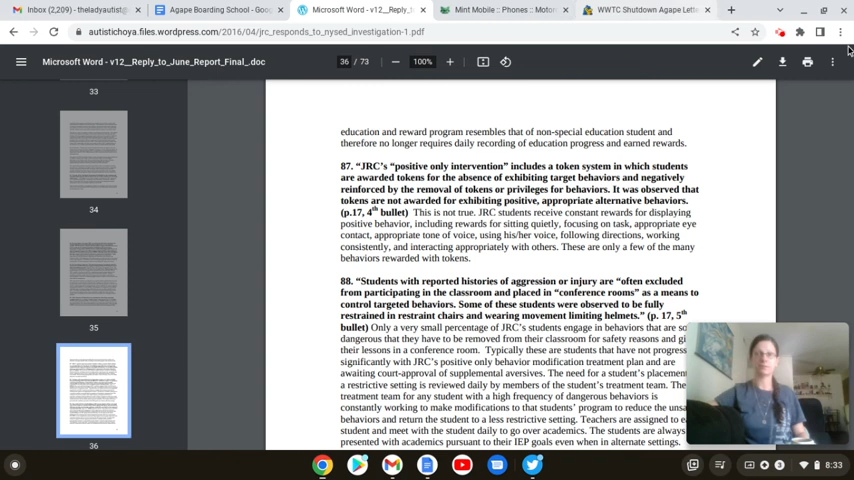 Inbox (2,209) - theladyautist@
Agape Boarding School - Goo
Microsoft Word - v12__Reply_to
Mint Mobile :: Phones :: Motoro
WWTC Shutdown Agape Lette
autistichoya.files.wordpress.com/2016/04/jrc_responds_to_nysed_investigation-1.pdf
Microsoft Word - v12__Reply_to_June_Report_Final_.doc
36 / 73
100%
33
34
35
36
education and reward program resembles that of non-special education student and
therefore no longer requires daily recording of education progress and earned rewards.
87. “JRC’s “positive only intervention” includes a token system in which students
are awarded tokens for the absence of exhibiting target behaviors and negatively
reinforced by the removal of tokens or privileges for behaviors. It was observed that
tokens are not awarded for exhibiting positive, appropriate alternative behaviors.
(p.17, 4th bullet) This is not true. JRC students receive constant rewards for displaying
positive behavior, including rewards for sitting quietly, focusing on task, appropriate eye
contact, appropriate tone of voice, using his/her voice, following directions, working
consistently, and interacting appropriately with others. These are only a few of the many
behaviors rewarded with tokens.
88. “Students with reported histories of aggression or injury are “often excluded
from participating in the classroom and placed in “conference rooms” as a means to
control targeted behaviors. Some of these students were observed to be fully
restrained in restraint chairs and wearing movement limiting helmets.” (p. 17, 5th
bullet) Only a very small percentage of JRC’s students engage in behaviors that are so
dangerous that they have to be removed from their classroom for safety reasons and gi
their lessons in a conference room. Typically these are students that have not progress
significantly with JRC’s positive only behavior modification treatment plan and are
awaiting court-approval of supplemental aversives. The need for a student’s placement
a restrictive setting is reviewed daily by members of the student’s treatment team. The
treatment team for any student with a high frequency of dangerous behaviors is
constantly working to make modifications to that students’ program to reduce the unsa
behaviors and return the student to a less restrictive setting. Teachers are assigned to ea
student and meet with the student daily to go over academics. The students are always
presented with academics pursuant to their IEP goals even when in alternate settings.
3
8:33